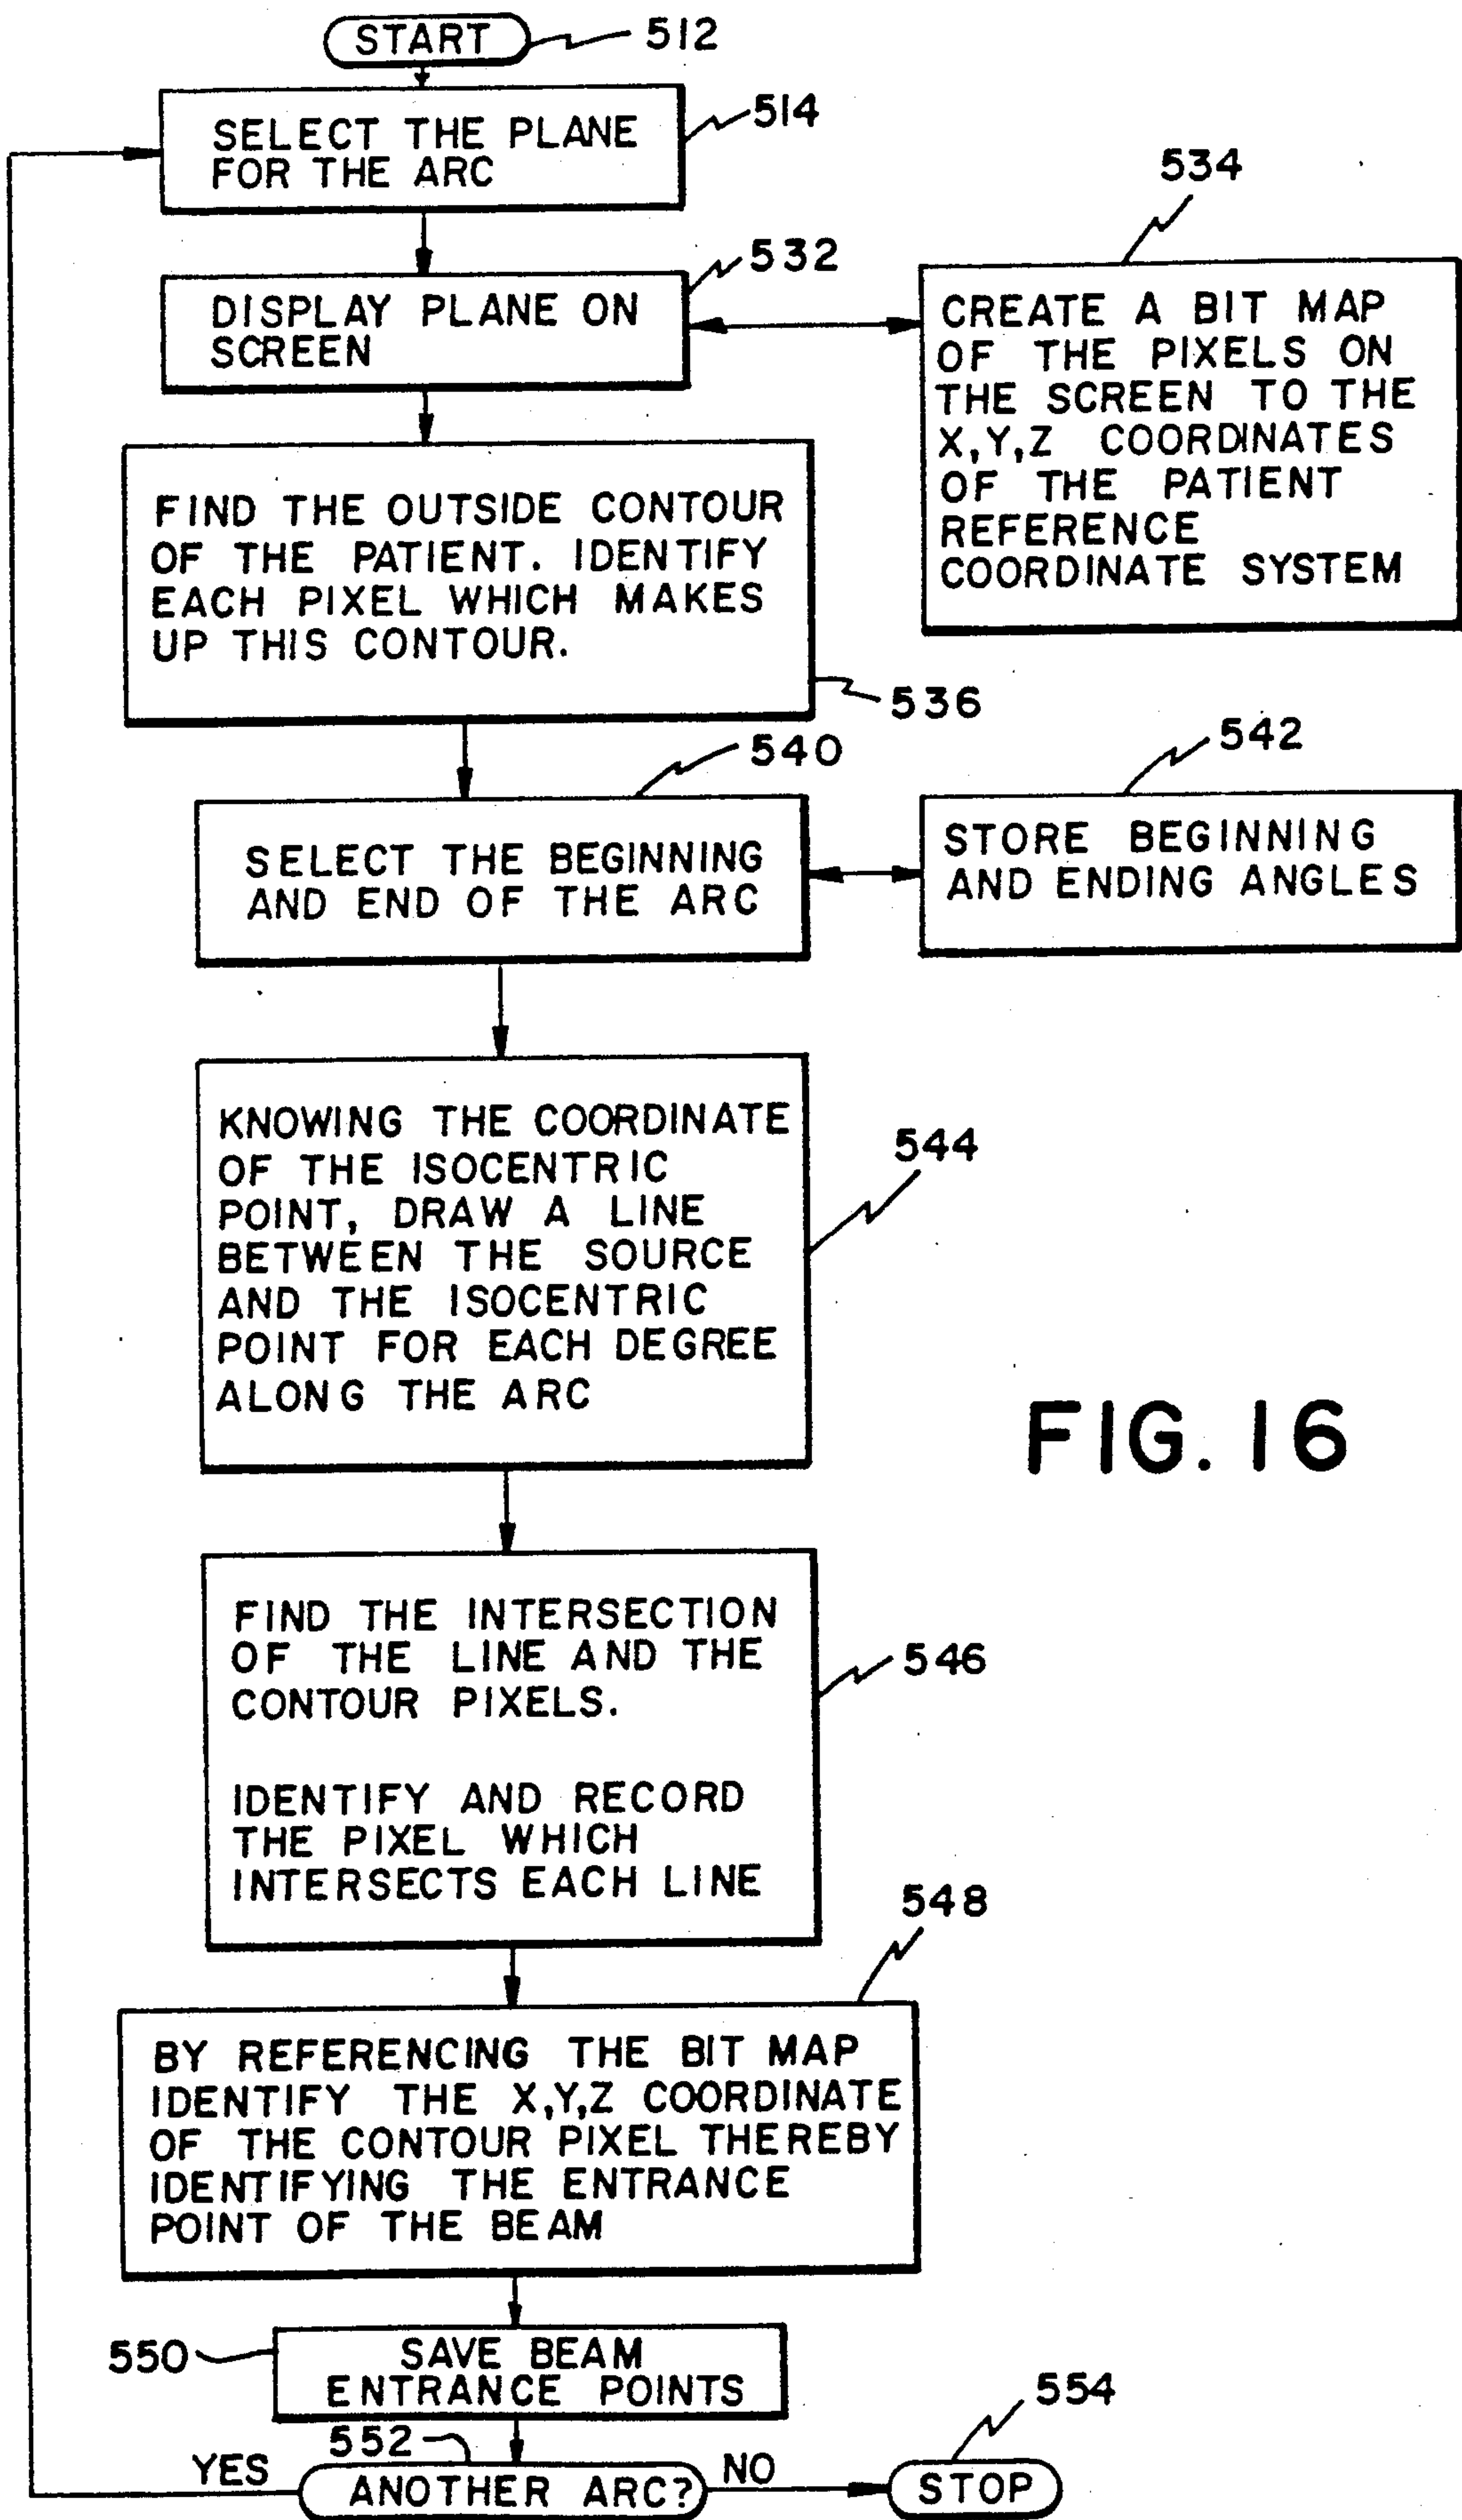 START
512
SELECT THE PLANE
FOR THE ARC
514
534
532
DISPLAY PLANE ON
SCREEN
CREATE A BIT MAP
OF THE PIXELS ON
THE SCREEN TO THE
X,Y,Z COORDINATES
OF THE PATIENT
REFERENCE
COORDINATE SYSTEM
FIND THE OUTSIDE CONTOUR
OF THE PATIENT. IDENTIFY
EACH PIXEL WHICH MAKES
UP THIS CONTOUR.
536
540
542
SELECT THE BEGINNING
AND END OF THE ARC
STORE BEGINNING
AND ENDING ANGLES
KNOWING THE COORDINATE
OF THE ISOCENTRIC
POINT, DRAW A LINE
BETWEEN THE SOURCE
AND THE ISOCENTRIC
POINT FOR EACH DEGREE
ALONG THE ARC
544
FIG. 16
FIND THE INTERSECTION
OF THE LINE AND THE
CONTOUR PIXELS.
IDENTIFY AND RECORD
THE PIXEL WHICH
INTERSECTS EACH LINE
546
548
BY REFERENCING THE BIT MAP
IDENTIFY THE X,Y,Z COORDINATE
OF THE CONTOUR PIXEL THEREBY
IDENTIFYING THE ENTRANCE
POINT OF THE BEAM
550
SAVE BEAM
ENTRANCE POINTS
552
554
YES
ANOTHER ARC?
NO
STOP